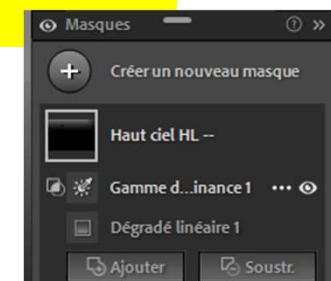 Masques
Créer un nouveau masque
Haut ciel HL --
Gamme d...inance 1
Dégradé linéaire 1
Ajouter Soustr.